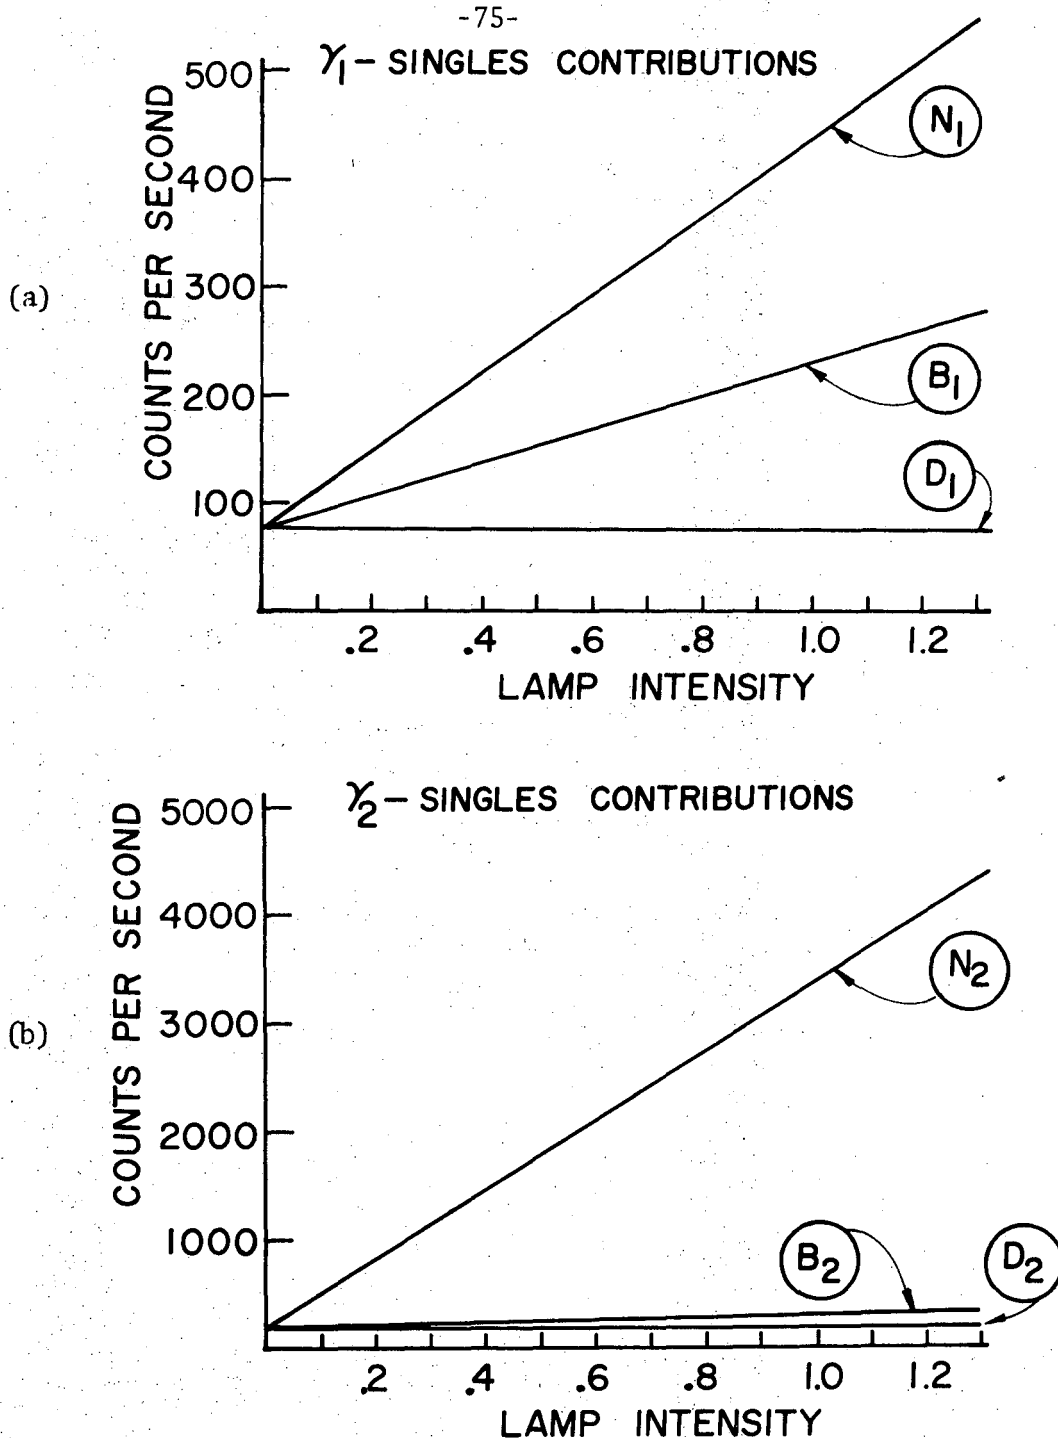 -75-
γ1 – SINGLES CONTRIBUTIONS
500
400
300
200
100
COUNTS PER SECOND
(a)
N1
B1
D1
.2 .4 .6 .8 1.0 1.2
LAMP INTENSITY
γ2 – SINGLES CONTRIBUTIONS
5000
4000
3000
2000
1000
COUNTS PER SECOND
(b)
N2
B2
D2
.2 .4 .6 .8 1.0 1.2
LAMP INTENSITY